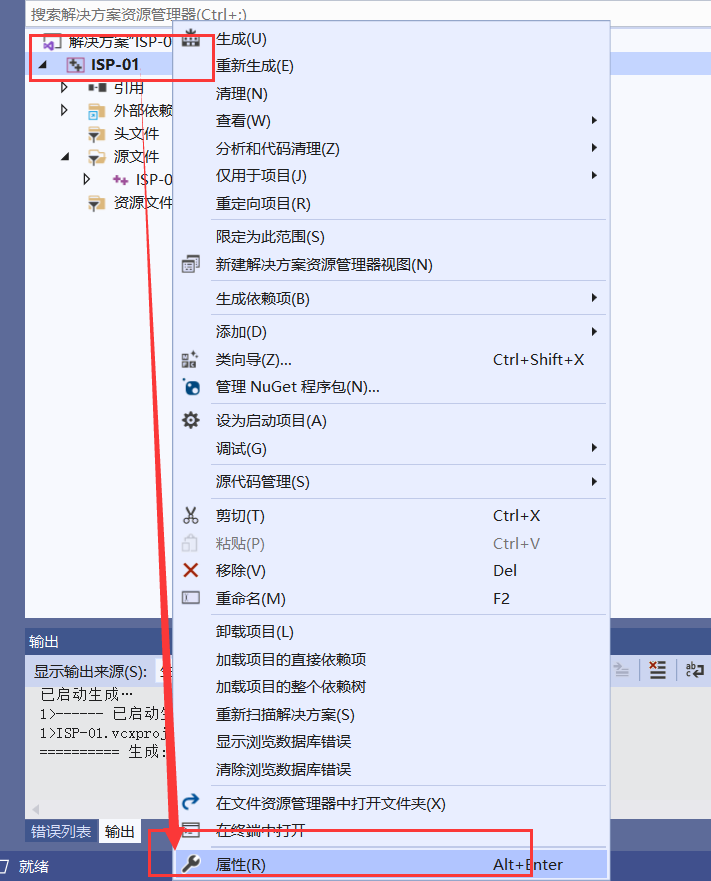 搜索解决方案资源管理器(Ctrl+;)
解决方案"ISP-0
ISP-01
引用
外部依赖
头文件
源文件
ISP-0
资源文件
生成(U)
重新生成(E)
清理(N)
查看(W)
分析和代码清理(Z)
仅用于项目(J)
重定向项目(R)
限定为此范围(S)
新建解决方案资源管理器视图(N)
生成依赖项(B)
添加(D)
类向导(Z)... Ctrl+Shift+X
管理 NuGet 程序包(N)...
设为启动项目(A)
调试(G)
源代码管理(S)
剪切(T) Ctrl+X
粘贴(P) Ctrl+V
移除(V) Del
重命名(M) F2
卸载项目(L)
加载项目的直接依赖项
加载项目的整个依赖树
重新扫描解决方案(S)
显示浏览数据库错误
清除浏览数据库错误
在文件资源管理器中打开文件夹(X)
在终端中打开
属性(R) Alt+Enter
输出
显示输出来源(S):
已启动生成…
1>------ 已启动
1>ISP-01.vcxproj
========== 生成:
错误列表 输出
就绪